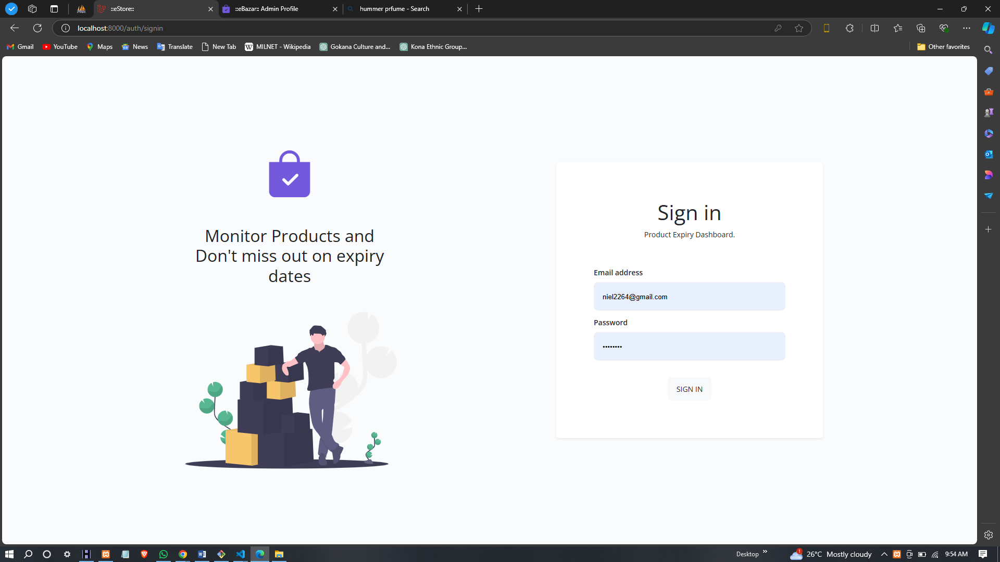 ::eStore::
::eBazar:: Admin Profile
hummer prfume - Search
localhost:8000/auth/signin
Gmail
YouTube
Maps
News
Translate
New Tab
MILNET - Wikipedia
Gokana Culture and...
Kona Ethnic Group...
Other favorites
Monitor Products and
Don't miss out on expiry
dates
Sign in
Product Expiry Dashboard.
Email address
niel2264@gmail.com
Password
••••••••
SIGN IN
Desktop
1
26°C Mostly cloudy
9:54 AM